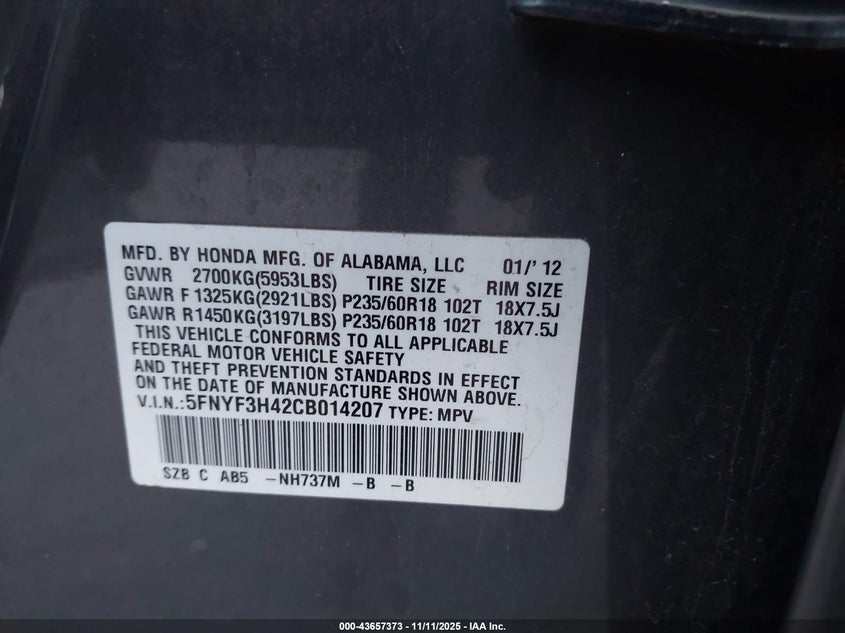 MFD. BY HONDA MFG. OF ALABAMA, LLC 01/' 12
GVWR 2700KG(5953LBS) TIRE SIZE RIM SIZE
GAWR F1325KG(2921LBS) P235/60R18 102T 18X7.5J
GAWR R1450KG(3197LBS) P235/60R18 102T 18X7.5J
THIS VEHICLE CONFORMS TO ALL APPLICABLE
FEDERAL MOTOR VEHICLE SAFETY
AND THEFT PREVENTION STANDARDS IN EFFECT
ON THE DATE OF MANUFACTURE SHOWN ABOVE.
V.I.N.:5FNYF3H42CB014207 TYPE: MPV
SZB C AB5 -NH737M -B -B
000-43657373 - 11/11/2025 - IAA Inc.